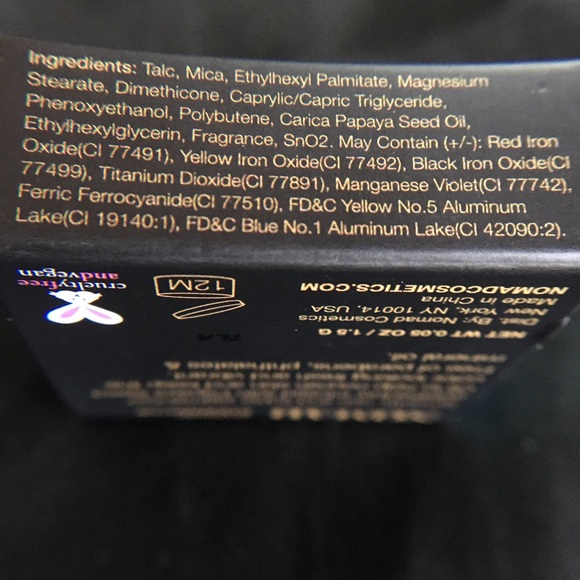 Ingredients: Talc, Mica, Ethylhexyl Palmitate, Magnesium
Stearate, Dimethicone, Caprylic/Capric Triglyceride,
Phenoxyethanol, Polybutene, Carica Papaya Seed Oil,
Ethylhexylglycerin, Fragrance, SnO2. May Contain (+/-): Red Iron
Oxide(CI 77491), Yellow Iron Oxide(CI 77492), Black Iron Oxide(CI
77499), Titanium Dioxide(CI 77891), Manganese Violet(CI 77742),
Ferric Ferrocyanide(CI 77510), FD&C Yellow No.5 Aluminum
Lake(CI 19140:1), FD&C Blue No.1 Aluminum Lake(CI 42090:2).
mineral Oil.
NET WT 0.05 OZ / 1.5 G
Dist. By: Nomad Cosmetics
New York, NY 10014, USA
Made in China
NOMADCOSMETICS.COM
12M
crueltyfree
andvegan